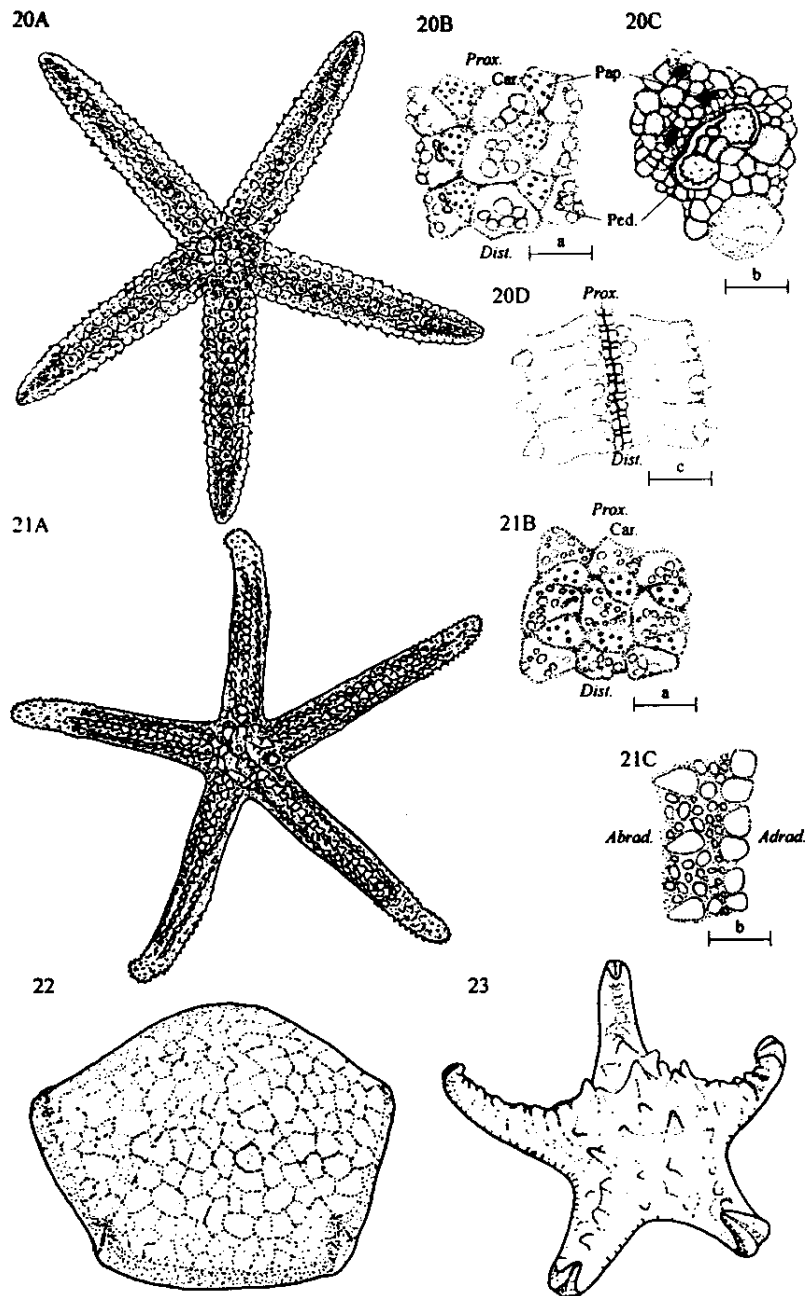 20A
20B
20C
Prox.
Car.
Pap.
Ped.
Dist.
a
b
20D
Prox.
Dist.
c
21A
21B
Prox.
Car.
Dist.
a
21C
Abrad.
Adrad.
b
22
23